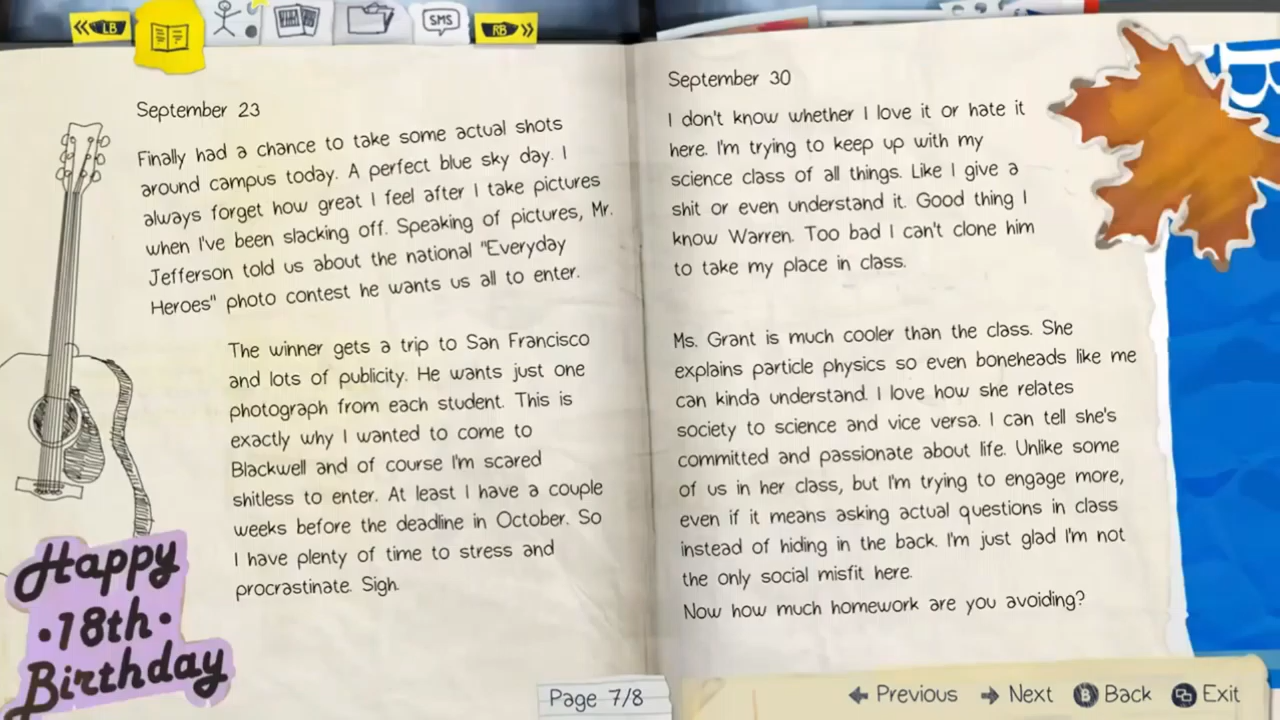 LB
SMS
RB
September 23
Finally had a chance to take some actual shots
around campus today. A perfect blue sky day. I
always forget how great I feel after I take pictures
when I've been slacking off. Speaking of pictures, Mr.
Jefferson told us about the national "Everyday
Heroes" photo contest he wants us all to enter.
The winner gets a trip to San Francisco
and lots of publicity. He wants just one
photograph from each student. This is
exactly why I wanted to come to
Blackwell and of course I'm scared
shitless to enter. At least I have a couple
weeks before the deadline in October. So
I have plenty of time to stress and
procrastinate. Sigh.
Happy
•18th•
Birthday
September 30
I don't know whether I love it or hate it
here. I'm trying to keep up with my
science class of all things. Like I give a
shit or even understand it. Good thing I
know Warren. Too bad I can't clone him
to take my place in class.
Ms. Grant is much cooler than the class. She
explains particle physics so even boneheads like me
can kinda understand. I love how she relates
society to science and vice versa. I can tell she's
committed and passionate about life. Unlike some
of us in her class, but I'm trying to engage more,
even if it means asking actual questions in class
instead of hiding in the back. I'm just glad I'm not
the only social misfit here.
Now how much homework are you avoiding?
Page 7/8
Previous Next B Back Exit